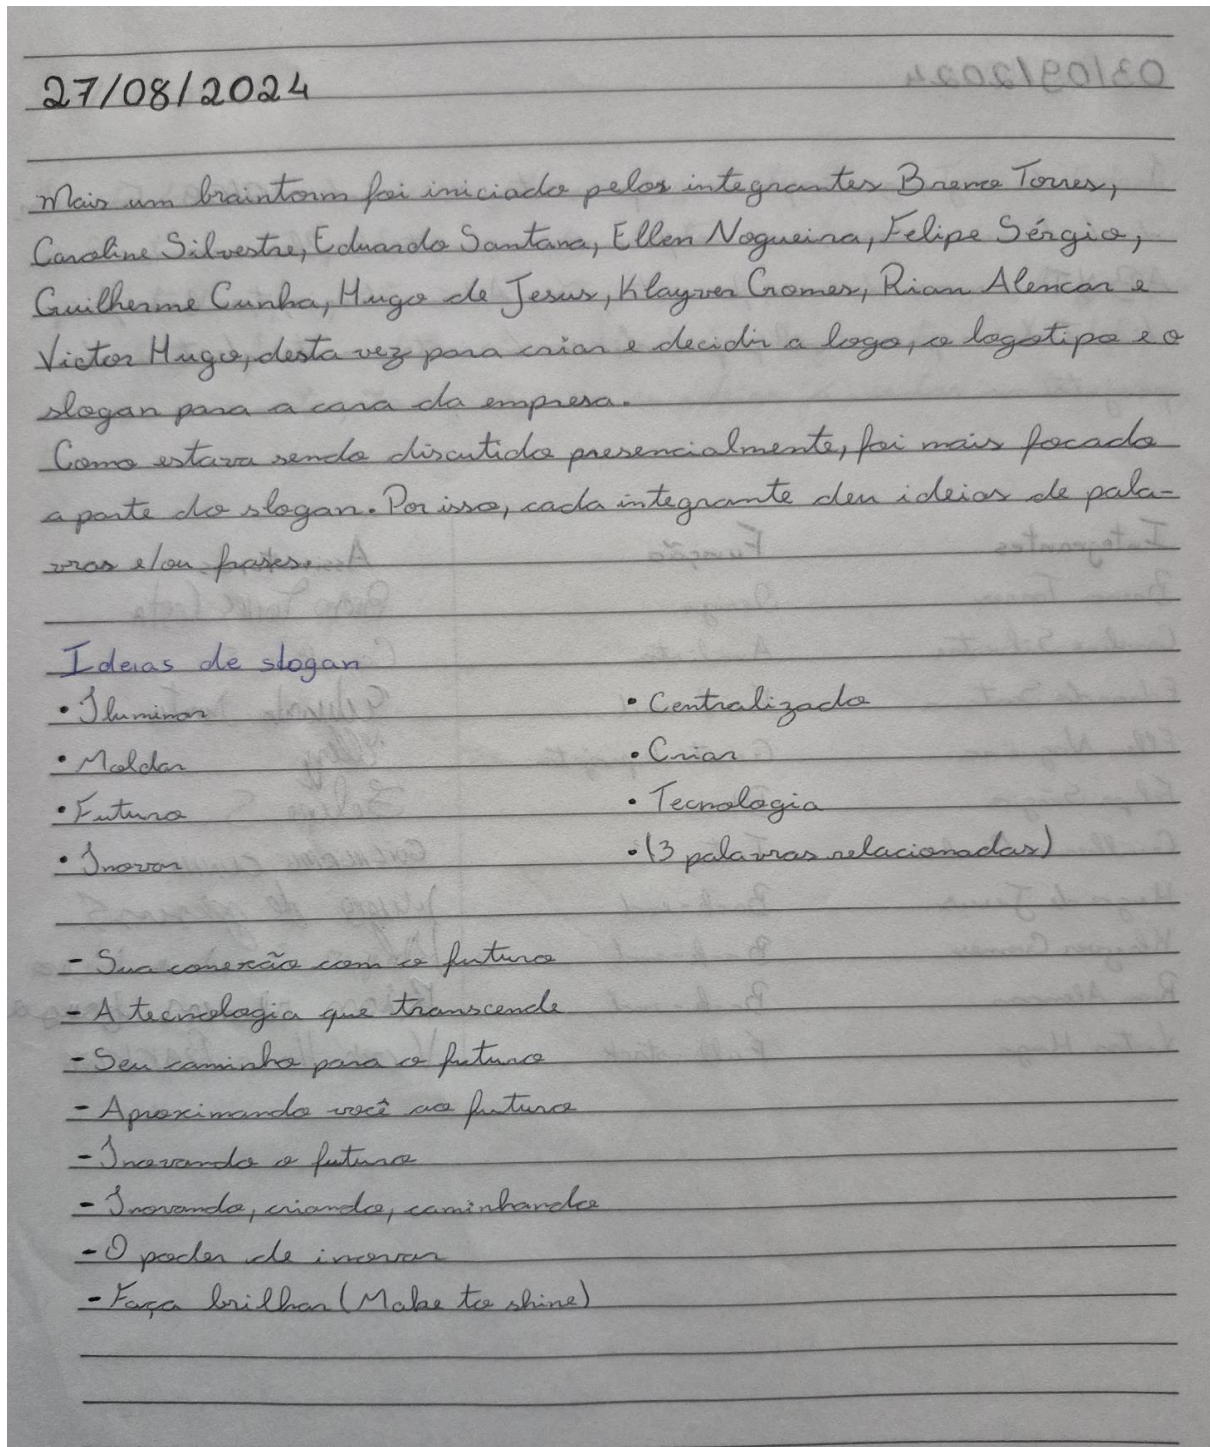 27/08/2024
Mais um braintorm foi iniciado pelos integrantes Breno Torres,
Caroline Silvestre, Eduardo Santana, Ellen Nogueira, Felipe Sérgio,
Guilherme Cunha, Hugo de Jesus, Klayver Gomes, Rian Alencar e
Victor Hugo, desta vez para criar e decidir a logo, o logotipo e o
slogan para a cara da empresa.
Como estava sendo discutido presencialmente, foi mais focado
a parte do slogan. Por isso, cada integrante deu ideias de pala-
vras e/ou frases.
Ideias de slogan
• Iluminar • Centralizado
• Moldar • Criar
• Futuro • Tecnologia
• Inovar • (3 palavras relacionadas)
- Sua conexão com o futuro
- A tecnologia que transcende
- Seu caminho para o futuro
- Aproximando você ao futuro
- Inovando o futuro
- Inovando, criando, caminhando
- O poder de inovar
- Faça brilhar (Make to shine)